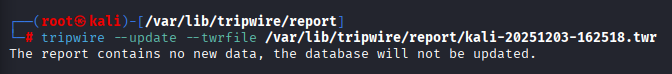 ┌──(root㉿kali)-[/var/lib/tripwire/report]
└─# tripwire --update --twrfile /var/lib/tripwire/report/kali-20251203-162518.twr
The report contains no new data, the database will not be updated.